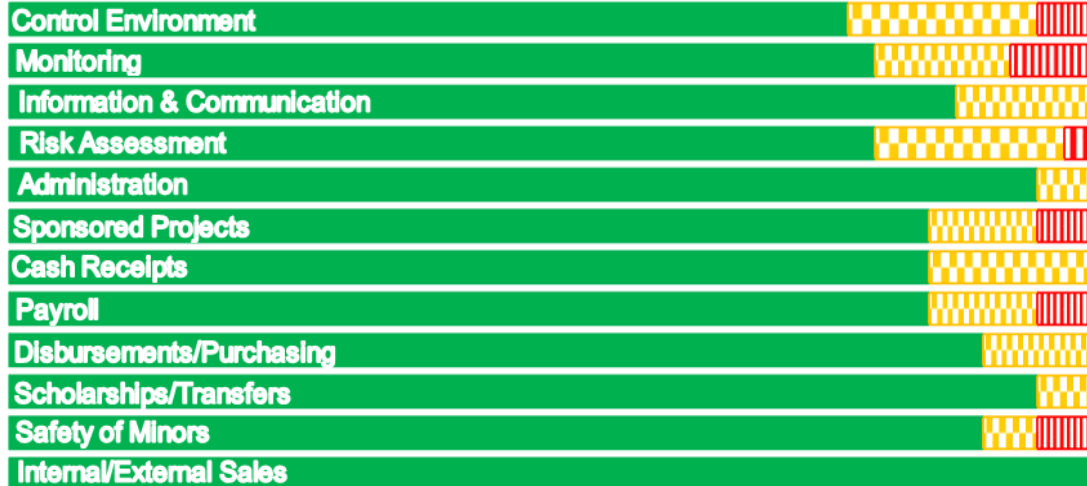 Control Environment
Monitoring
Information & Communication
Risk Assessment
Administration
Sponsored Projects
Cash Receipts
Payroll
Disbursements/Purchasing
Scholarships/Transfers
Safety of Minors
Internal/External Sales